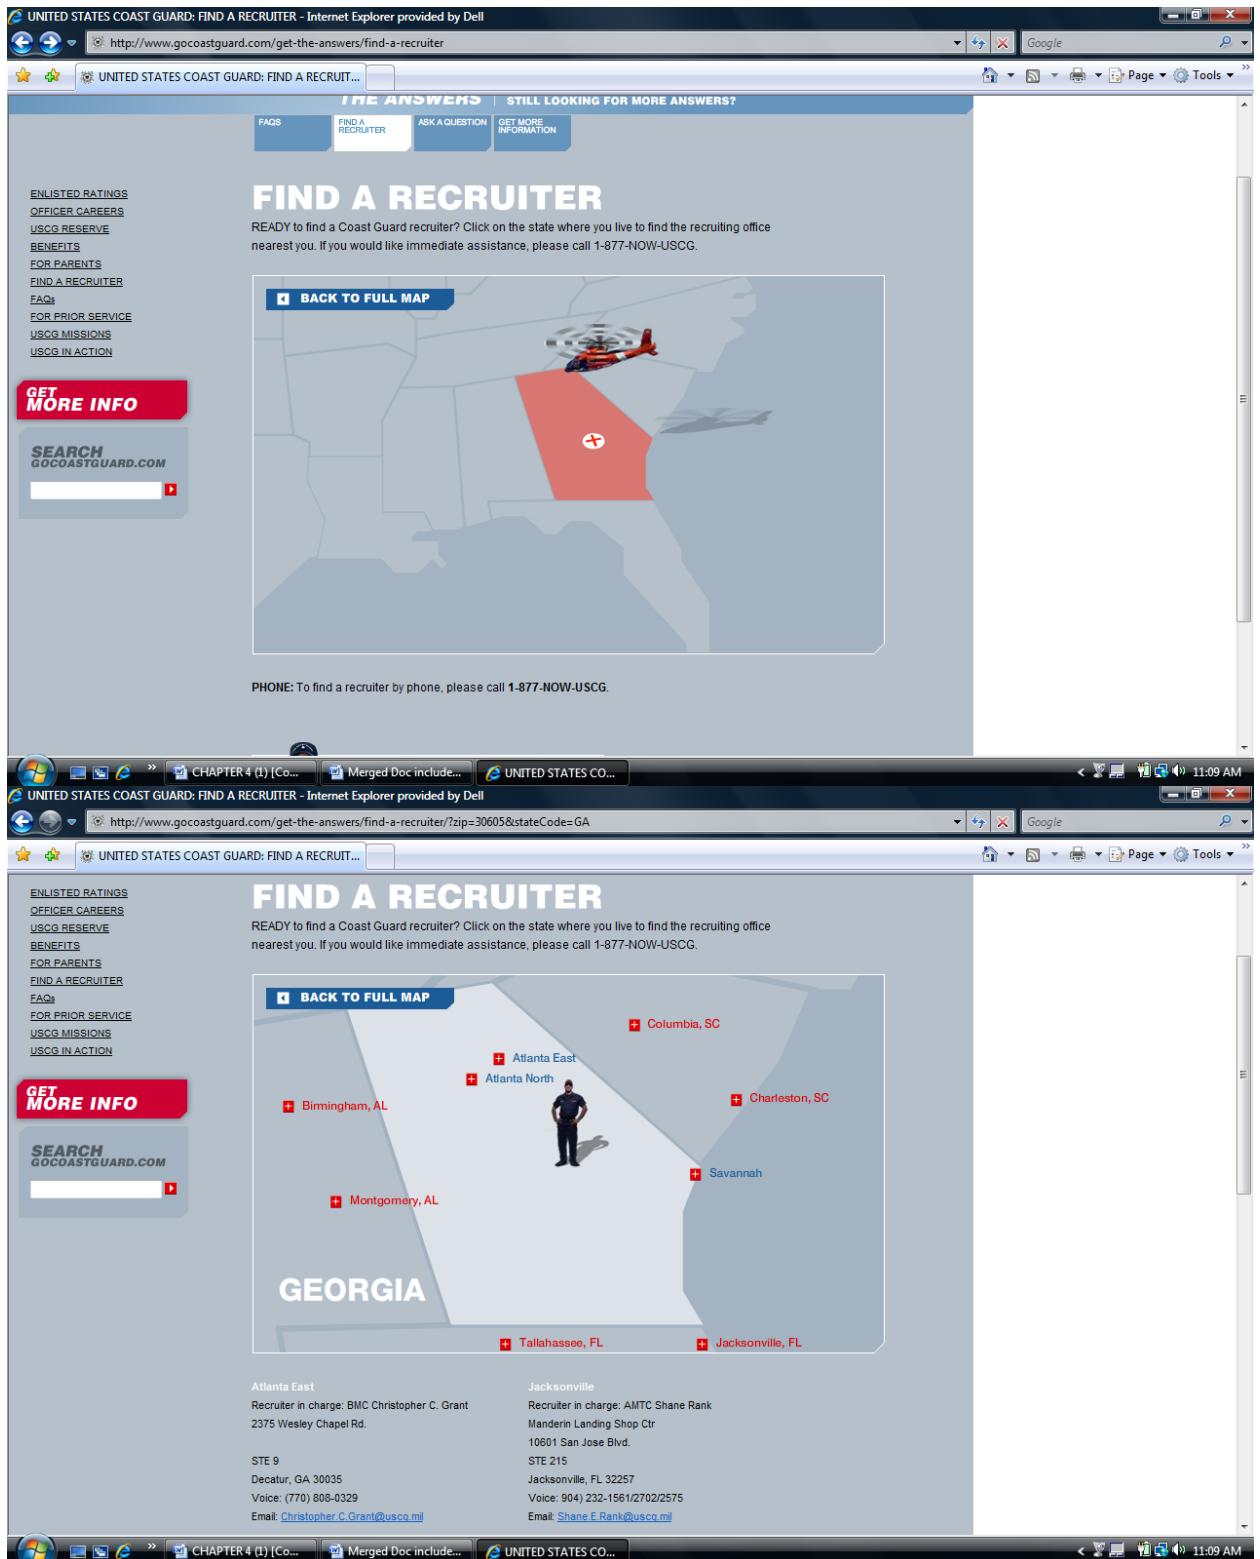 UNITED STATES COAST GUARD: FIND A RECRUITER - Internet Explorer provided by Dell
http://www.gocoastguard.com/get-the-answers/find-a-recruiter
Google
UNITED STATES COAST GUARD: FIND A RECRUIT...
Page
Tools
THE ANSWERS | STILL LOOKING FOR MORE ANSWERS?
FAQS
FIND A
RECRUITER
ASK A QUESTION
GET MORE
INFORMATION
ENLISTED RATINGS
OFFICER CAREERS
USCG RESERVE
BENEFITS
FOR PARENTS
FIND A RECRUITER
FAQs
FOR PRIOR SERVICE
USCG MISSIONS
USCG IN ACTION
GET
MORE INFO
SEARCH
GOCOASTGUARD.COM
FIND A RECRUITER
READY to find a Coast Guard recruiter? Click on the state where you live to find the recruiting office
nearest you. If you would like immediate assistance, please call 1-877-NOW-USCG.
BACK TO FULL MAP
PHONE: To find a recruiter by phone, please call 1-877-NOW-USCG.
CHAPTER 4 (1) [Co...
Merged Doc include...
UNITED STATES CO...
11:09 AM
UNITED STATES COAST GUARD: FIND A RECRUITER - Internet Explorer provided by Dell
http://www.gocoastguard.com/get-the-answers/find-a-recruiter/?zip=30605&stateCode=GA
Google
UNITED STATES COAST GUARD: FIND A RECRUIT...
Page
Tools
ENLISTED RATINGS
OFFICER CAREERS
USCG RESERVE
BENEFITS
FOR PARENTS
FIND A RECRUITER
FAQs
FOR PRIOR SERVICE
USCG MISSIONS
USCG IN ACTION
GET
MORE INFO
SEARCH
GOCOASTGUARD.COM
FIND A RECRUITER
READY to find a Coast Guard recruiter? Click on the state where you live to find the recruiting office
nearest you. If you would like immediate assistance, please call 1-877-NOW-USCG.
BACK TO FULL MAP
Columbia, SC
Atlanta East
Atlanta North
Birmingham, AL
Charleston, SC
Savannah
Montgomery, AL
GEORGIA
Tallahassee, FL
Jacksonville, FL
Atlanta East
Recruiter in charge: BMC Christopher C. Grant
2375 Wesley Chapel Rd.
STE 9
Decatur, GA 30035
Voice: (770) 808-0329
Email: Christopher.C.Grant@uscg.mil
Jacksonville
Recruiter in charge: AMTC Shane Rank
Manderin Landing Shop Ctr
10601 San Jose Blvd.
STE 215
Jacksonville, FL 32257
Voice: 904) 232-1561/2702/2575
Email: Shane.E.Rank@uscg.mil
CHAPTER 4 (1) [Co...
Merged Doc include...
UNITED STATES CO...
11:09 AM